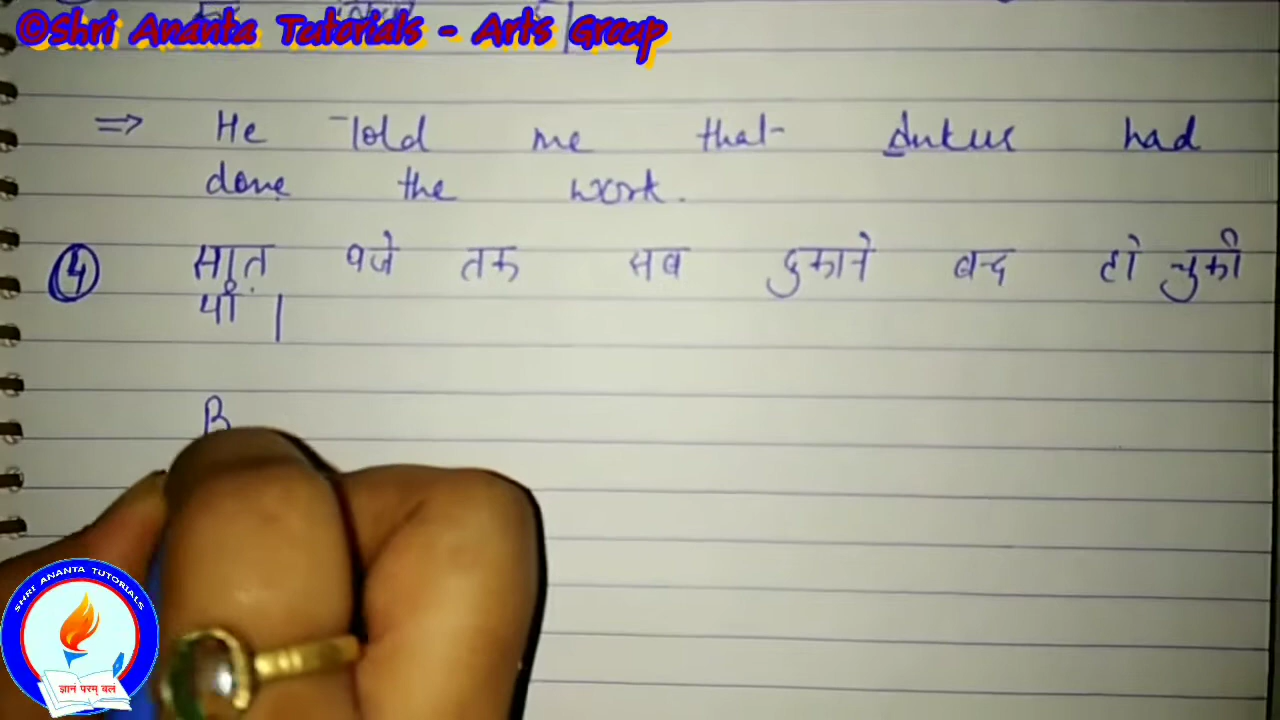 ©Shri Ananta Tutorials - Arts Group
⇒ He told me that Ankur had
done the work.
④ सात बजे तक सब दुकाने बन्द हो चुकी
थी |
B
SHRI ANANTA TUTORIALS
ज्ञानं परमं बलं